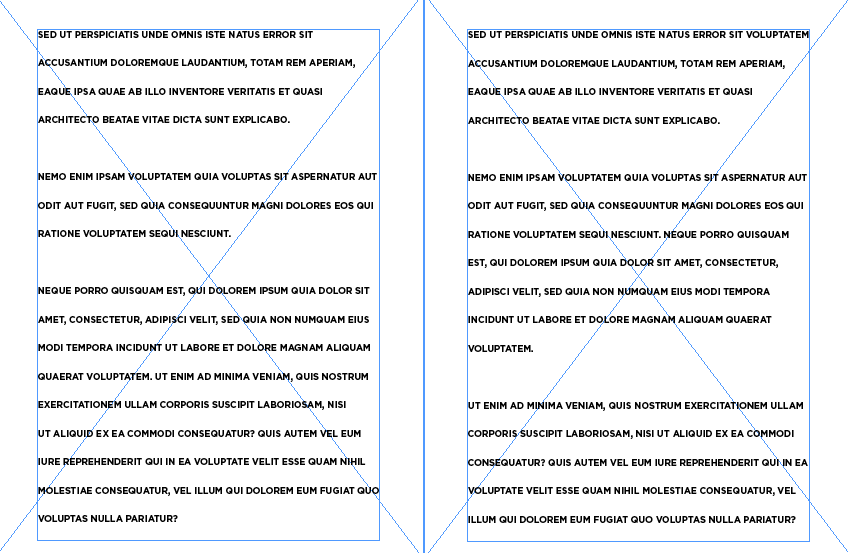 SED UT PERSPICIATIS UNDE OMNIS ISTE NATUS ERROR SIT
ACCUSANTIUM DOLOREMQUE LAUDANTIUM, TOTAM REM APERIAM,
EAQUE IPSA QUAE AB ILLO INVENTORE VERITATIS ET QUASI
ARCHITECTO BEATAE VITAE DICTA SUNT EXPLICABO.
NEMO ENIM IPSAM VOLUPTATEM QUIA VOLUPTAS SIT ASPERNATUR AUT
ODIT AUT FUGIT, SED QUIA CONSEQUUNTUR MAGNI DOLORES EOS QUI
RATIONE VOLUPTATEM SEQUI NESCIUNT.
NEQUE PORRO QUISQUAM EST, QUI DOLOREM IPSUM QUIA DOLOR SIT
AMET, CONSECTETUR, ADIPISCI VELIT, SED QUIA NON NUMQUAM EIUS
MODI TEMPORA INCIDUNT UT LABORE ET DOLORE MAGNAM ALIQUAM
QUAERAT VOLUPTATEM. UT ENIM AD MINIMA VENIAM, QUIS NOSTRUM
EXERCITATIONEM ULLAM CORPORIS SUSCIPIT LABORIOSAM, NISI
UT ALIQUID EX EA COMMODI CONSEQUATUR? QUIS AUTEM VEL EUM
IURE REPREHENDERIT QUI IN EA VOLUPTATE VELIT ESSE QUAM NIHIL
MOLESTIAE CONSEQUATUR, VEL ILLUM QUI DOLOREM EUM FUGIAT QUO
VOLUPTAS NULLA PARIATUR?
SED UT PERSPICIATIS UNDE OMNIS ISTE NATUS ERROR SIT VOLUPTATEM
ACCUSANTIUM DOLOREMQUE LAUDANTIUM, TOTAM REM APERIAM,
EAQUE IPSA QUAE AB ILLO INVENTORE VERITATIS ET QUASI
ARCHITECTO BEATAE VITAE DICTA SUNT EXPLICABO.
NEMO ENIM IPSAM VOLUPTATEM QUIA VOLUPTAS SIT ASPERNATUR AUT
ODIT AUT FUGIT, SED QUIA CONSEQUUNTUR MAGNI DOLORES EOS QUI
RATIONE VOLUPTATEM SEQUI NESCIUNT. NEQUE PORRO QUISQUAM
EST, QUI DOLOREM IPSUM QUIA DOLOR SIT AMET, CONSECTETUR,
ADIPISCI VELIT, SED QUIA NON NUMQUAM EIUS MODI TEMPORA
INCIDUNT UT LABORE ET DOLORE MAGNAM ALIQUAM QUAERAT
VOLUPTATEM.
UT ENIM AD MINIMA VENIAM, QUIS NOSTRUM EXERCITATIONEM ULLAM
CORPORIS SUSCIPIT LABORIOSAM, NISI UT ALIQUID EX EA COMMODI
CONSEQUATUR? QUIS AUTEM VEL EUM IURE REPREHENDERIT QUI IN EA
VOLUPTATE VELIT ESSE QUAM NIHIL MOLESTIAE CONSEQUATUR, VEL
ILLUM QUI DOLOREM EUM FUGIAT QUO VOLUPTAS NULLA PARIATUR?